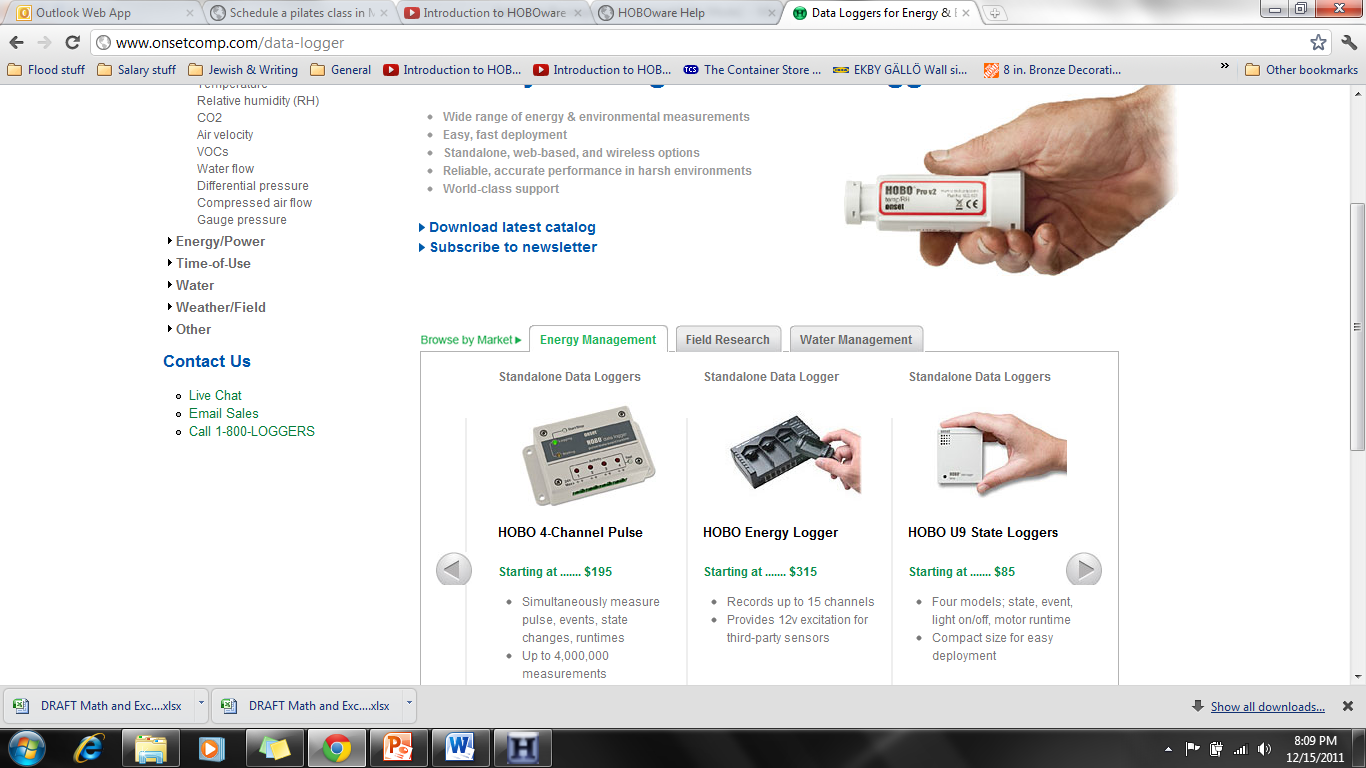 Outlook Web App
Schedule a pilates class in
Introduction to HOBOware
HOBOware Help
Data Loggers for Energy &
www.onsetcomp.com/data-logger
Flood stuff
Salary stuff
Jewish & Writing
General
Introduction to HOB...
Introduction to HOB...
TCS
The Container Store ...
EKBY GÄLLÖ Wall si...
8 in. Bronze Decorati...
»
Other bookmarks
Temperature
Relative humidity (RH)
CO2
Air velocity
VOCs
Water flow
Differential pressure
Compressed air flow
Gauge pressure
Energy/Power
Time-of-Use
Water
Weather/Field
Other
Contact Us
Live Chat
Email Sales
Call 1-800-LOGGERS
Wide range of energy & environmental measurements
Easy, fast deployment
Standalone, web-based, and wireless options
Reliable, accurate performance in harsh environments
World-class support
Download latest catalog
Subscribe to newsletter
HOBO Pro v2
temp/RH
onset
Browse by Market
Energy Management
Field Research
Water Management
Standalone Data Loggers
HOBO data logger
HOBO 4-Channel Pulse
Starting at ....... $195
Simultaneously measure
pulse, events, state
changes, runtimes
Up to 4,000,000
measurements
Standalone Data Logger
HOBO Energy Logger
Starting at ....... $315
Records up to 15 channels
Provides 12v excitation for
third-party sensors
Standalone Data Loggers
HOBO
HOBO U9 State Loggers
Starting at ....... $85
Four models; state, event,
light on/off, motor runtime
Compact size for easy
deployment
DRAFT Math and Exc....xlsx
DRAFT Math and Exc....xlsx
Show all downloads...
8:09 PM
12/15/2011